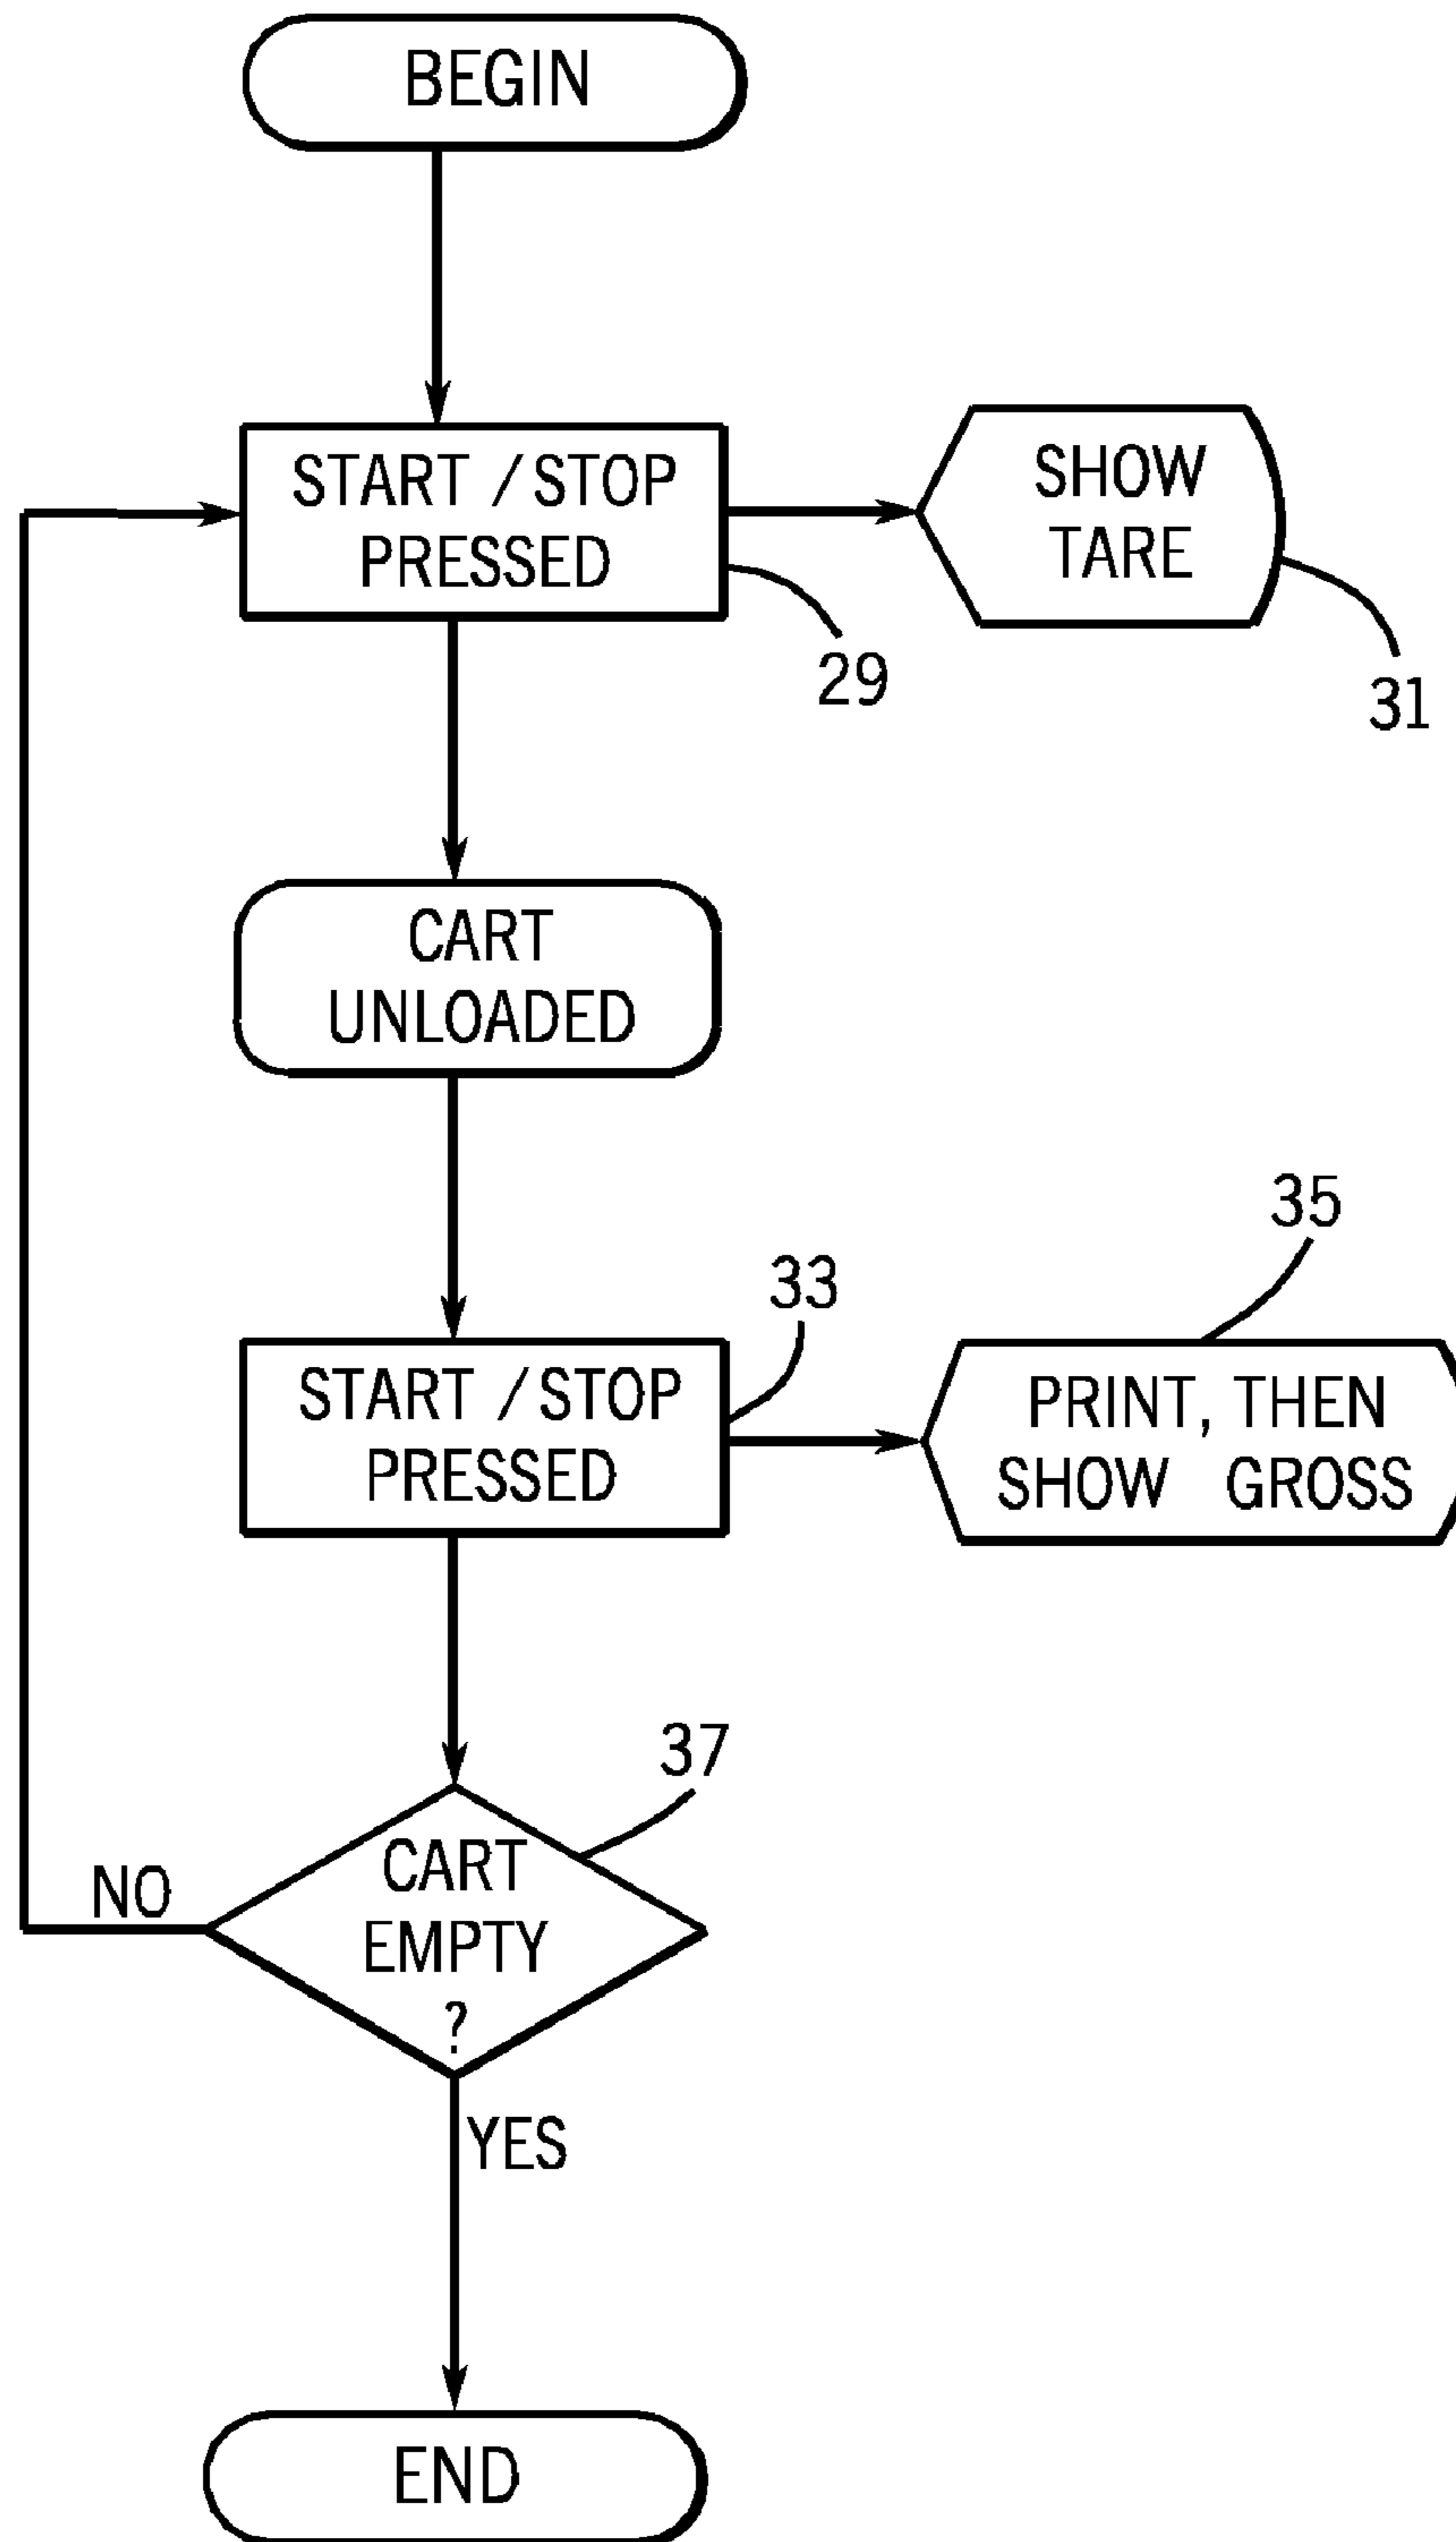 BEGIN
START / STOP
PRESSED
29
SHOW
TARE
31
CART
UNLOADED
START / STOP
PRESSED
33
PRINT, THEN
SHOW GROSS
35
CART
EMPTY
?
37
NO
YES
END